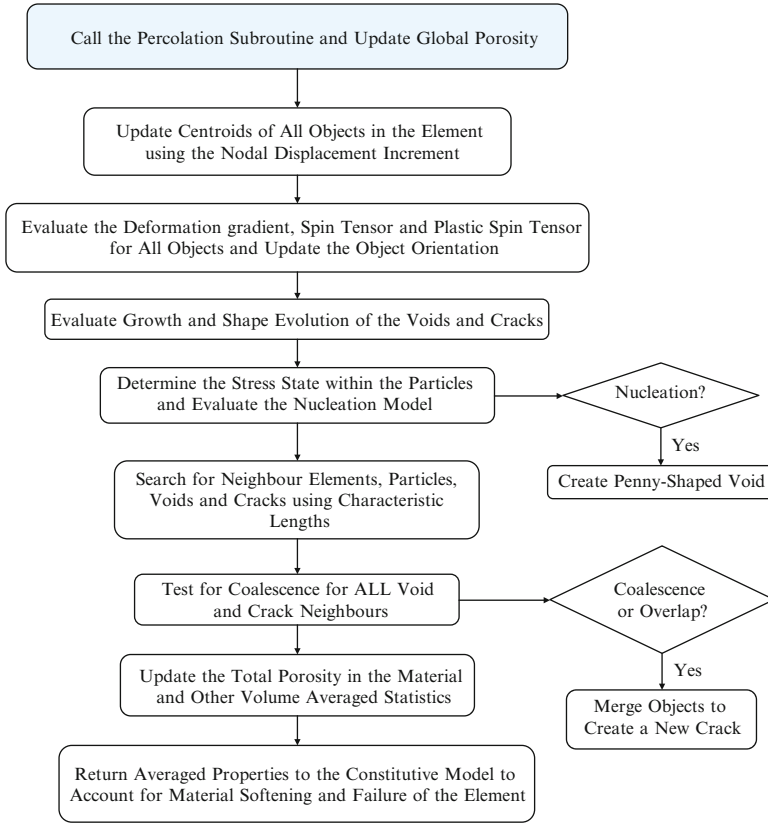 Call the Percolation Subroutine and Update Global Porosity
Update Centroids of All Objects in the Element
using the Nodal Displacement Increment
Evaluate the Deformation gradient, Spin Tensor and Plastic Spin Tensor
for All Objects and Update the Object Orientation
Evaluate Growth and Shape Evolution of the Voids and Cracks
Determine the Stress State within the Particles
and Evaluate the Nucleation Model
Nucleation?
Yes
Create Penny-Shaped Void
Search for Neighbour Elements, Particles,
Voids and Cracks using Characteristic
Lengths
Test for Coalescence for ALL Void
and Crack Neighbours
Coalescence
or Overlap?
Yes
Merge Objects to
Create a New Crack
Update the Total Porosity in the Material
and Other Volume Averaged Statistics
Return Averaged Properties to the Constitutive Model to
Account for Material Softening and Failure of the Element